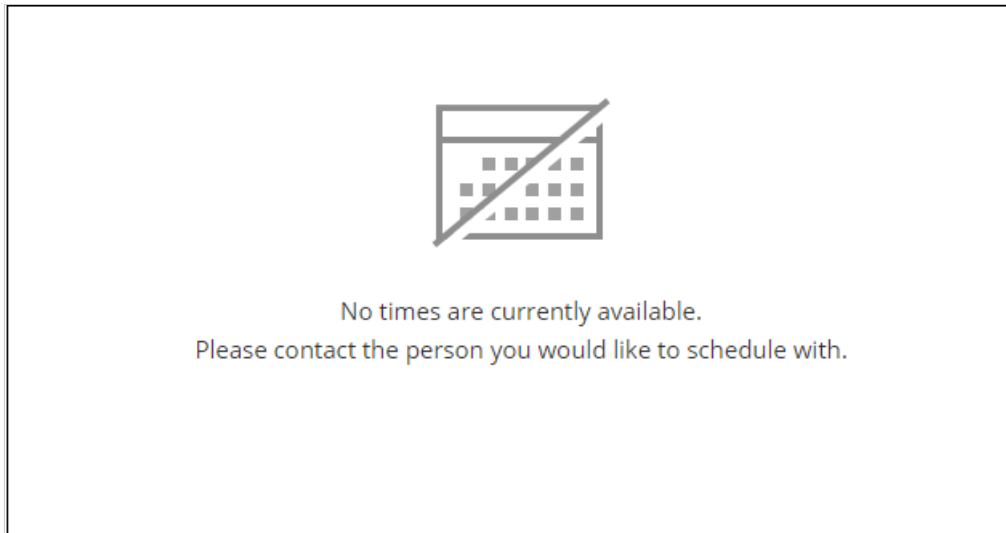 No times are currently available.
Please contact the person you would like to schedule with.